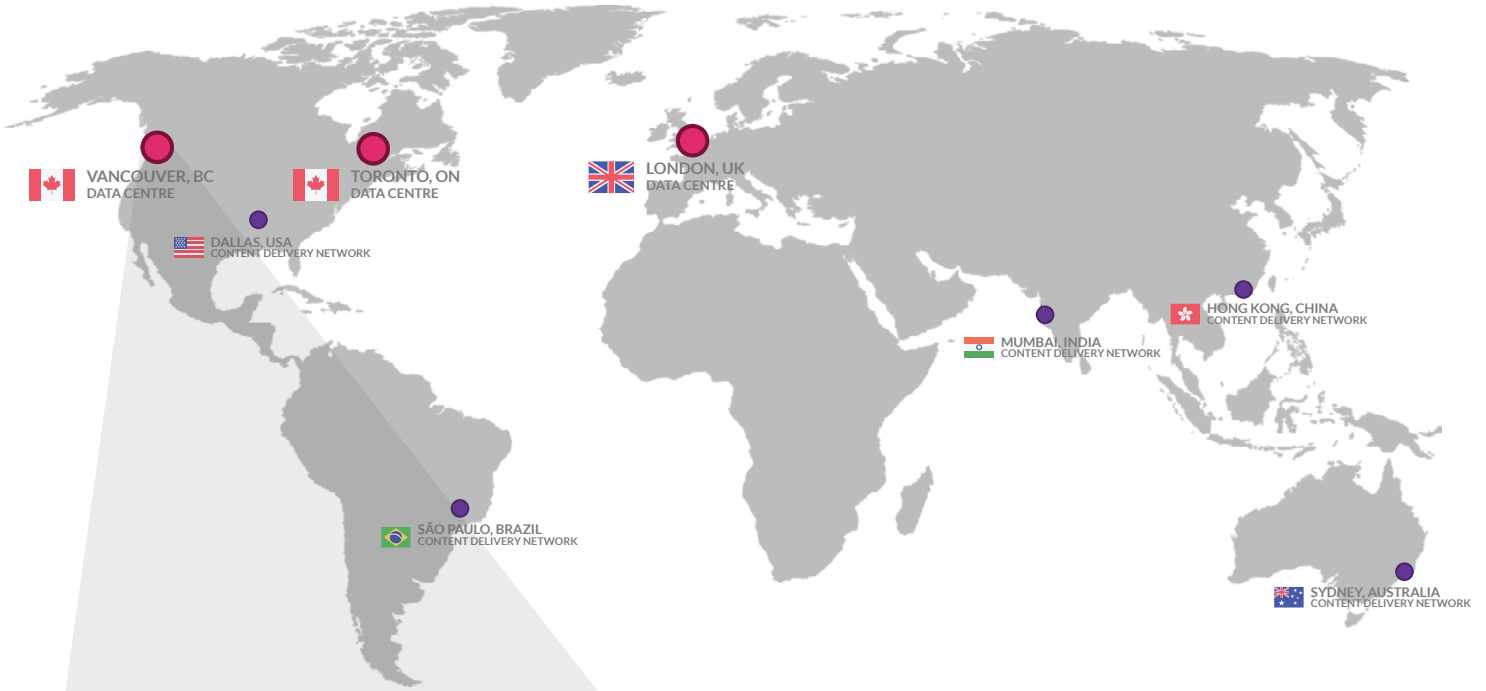 VANCOUVER, BC
DATA CENTRE
TORONTO, ON
DATA CENTRE
LONDON, UK
DATA CENTRE
DALLAS, USA
CONTENT DELIVERY NETWORK
HONG KONG, CHINA
CONTENT DELIVERY NETWORK
MUMBAI, INDIA
CONTENT DELIVERY NETWORK
SÃO PAULO, BRAZIL
CONTENT DELIVERY NETWORK
SYDNEY, AUSTRALIA
CONTENT DELIVERY NETWORK